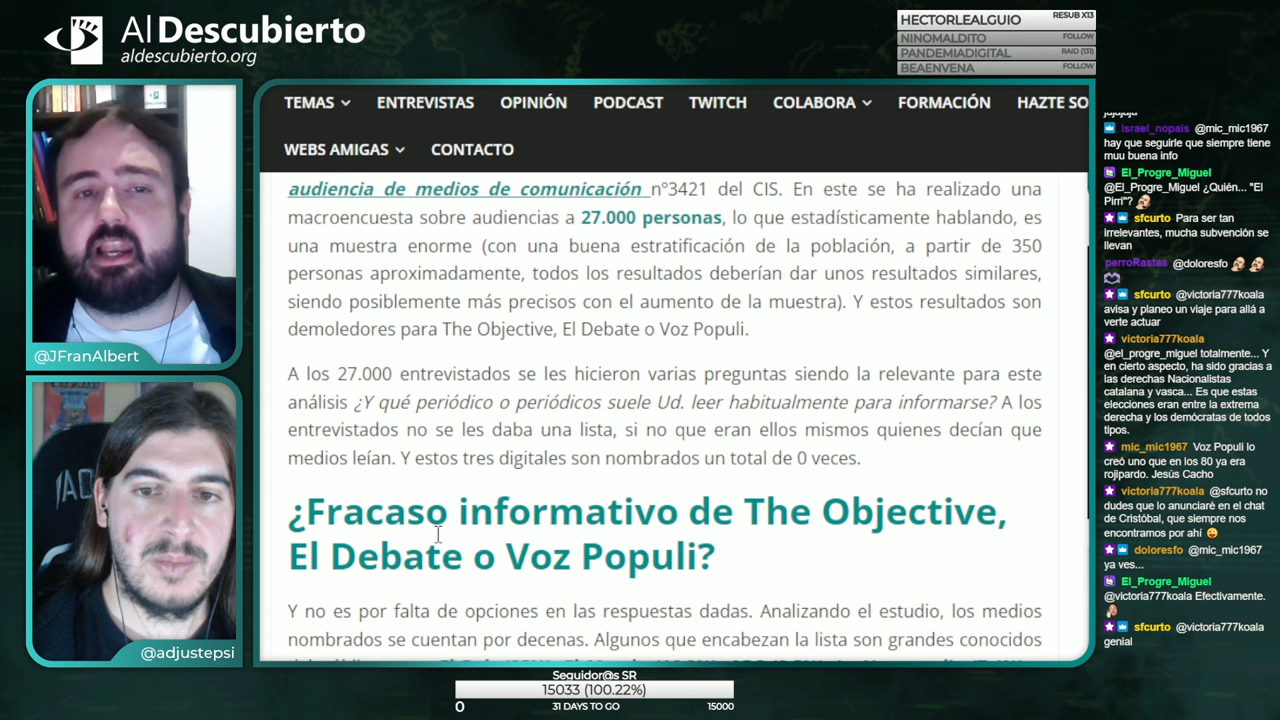 Al Descubierto
aldescubierto.org
HECTORLEALGUIO RESUB X13
NINOMALDITO FOLLOW
PANDEMIADIGITAL RAID (131)
BEAENVENA FOLLOW
TEMAS ENTREVISTAS OPINIÓN PODCAST TWITCH COLABORA FORMACIÓN HAZTE SO
WEBS AMIGAS CONTACTO
audiencia de medios de comunicación nº3421 del CIS. En este se ha realizado una
macroencuesta sobre audiencias a 27.000 personas, lo que estadísticamente hablando, es
una muestra enorme (con una buena estratificación de la población, a partir de 350
personas aproximadamente, todos los resultados deberían dar unos resultados similares,
siendo posiblemente más precisos con el aumento de la muestra). Y estos resultados son
demoledores para The Objective, El Debate o Voz Populi.
A los 27.000 entrevistados se les hicieron varias preguntas siendo la relevante para este
análisis ¿Y qué periódico o periódicos suele Ud. leer habitualmente para informarse? A los
entrevistados no se les daba una lista, si no que eran ellos mismos quienes decían que
medios leían. Y estos tres digitales son nombrados un total de 0 veces.
¿Fracaso informativo de The Objective,
El Debate o Voz Populi?
Y no es por falta de opciones en las respuestas dadas. Analizando el estudio, los medios
nombrados se cuentan por decenas. Algunos que encabezan la lista son grandes conocidos
@JFranAlbert
@adjustepsi
jajajaja
israel_nopais @mic_mic1967
hay que seguirle que siempre tiene
muu buena info
El_Progre_Miguel
@El_Progre_Miguel ¿Quién... "El
Pirri"?
sfcurto Para ser tan
irrelevantes, mucha subvención se
llevan
perroRastas @doloresfo
sfcurto @victoria777koala
avisa y planeo un viaje para allá a
verte actuar
victoria777koala
@el_progre_miguel totalmente... Y
en cierto aspecto, ha sido gracias a
las derechas Nacionalistas
catalana y vasca... Es que estas
elecciones eran entre la extrema
derecha y los demócratas de todos
tipos.
mic_mic1967 Voz Populi lo
creó uno que en los 80 ya era
rojipardo. Jesús Cacho
victoria777koala @sfcurto no
dudes que lo anunciaré en el chat
de Cristóbal, que siempre nos
encontramos por ahí
doloresfo @mic_mic1967
ya ves...
El_Progre_Miguel
@victoria777koala Efectivamente.
sfcurto @victoria777koala
genial
Seguidor@s SR
15033 (100.22%)
0 31 DAYS TO GO 15000